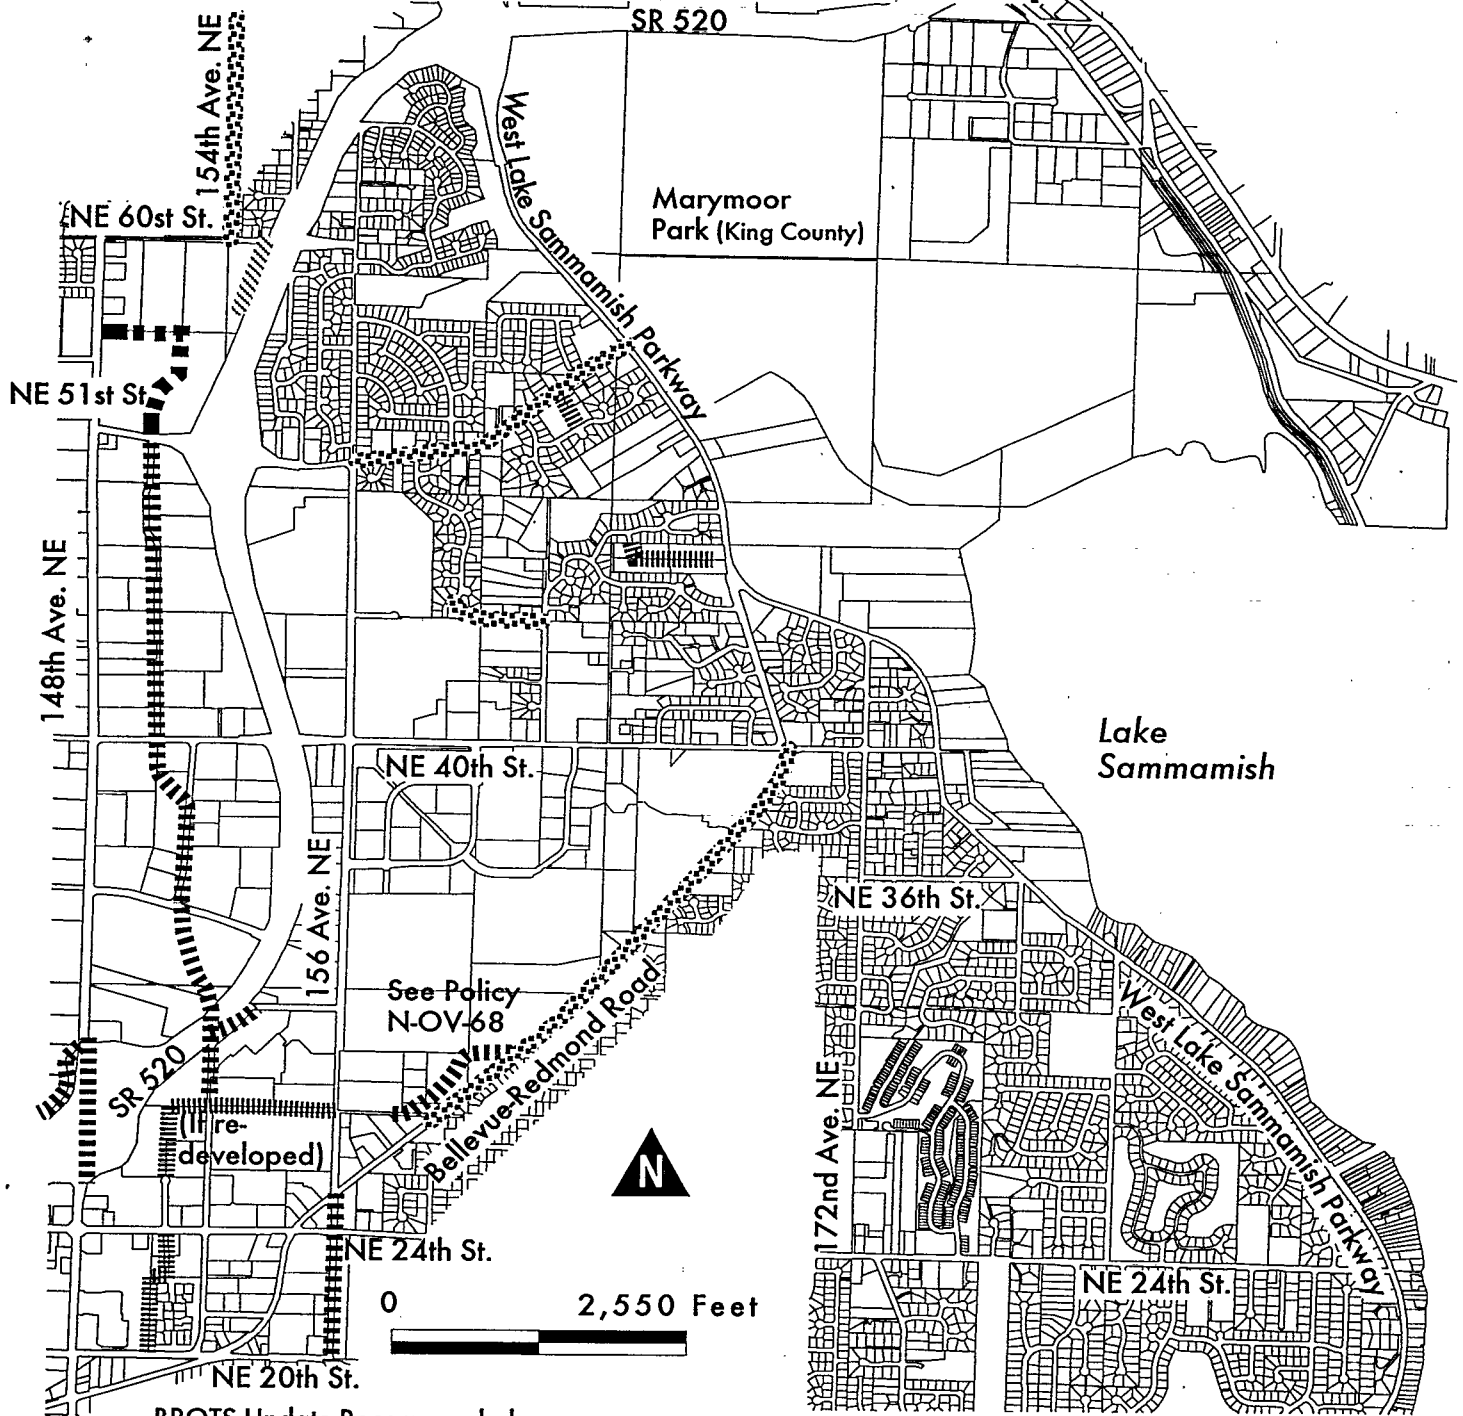 SR 520
154th Ave. NE
West Lake Sammamish Parkway
Marymoor
Park (King County)
NE 60st St.
NE 51st St.
148th Ave. NE
Lake
Sammamish
NE 40th St.
156 Ave. NE
NE 36th St.
See Policy
N-OV-68
Bellevue-Redmond Road
West Lake Sammamish Parkway
SR 520
(If re-
developed)
N
172nd Ave. NE
NE 24th St.
NE 24th St.
0 2,550 Feet
NE 20th St.